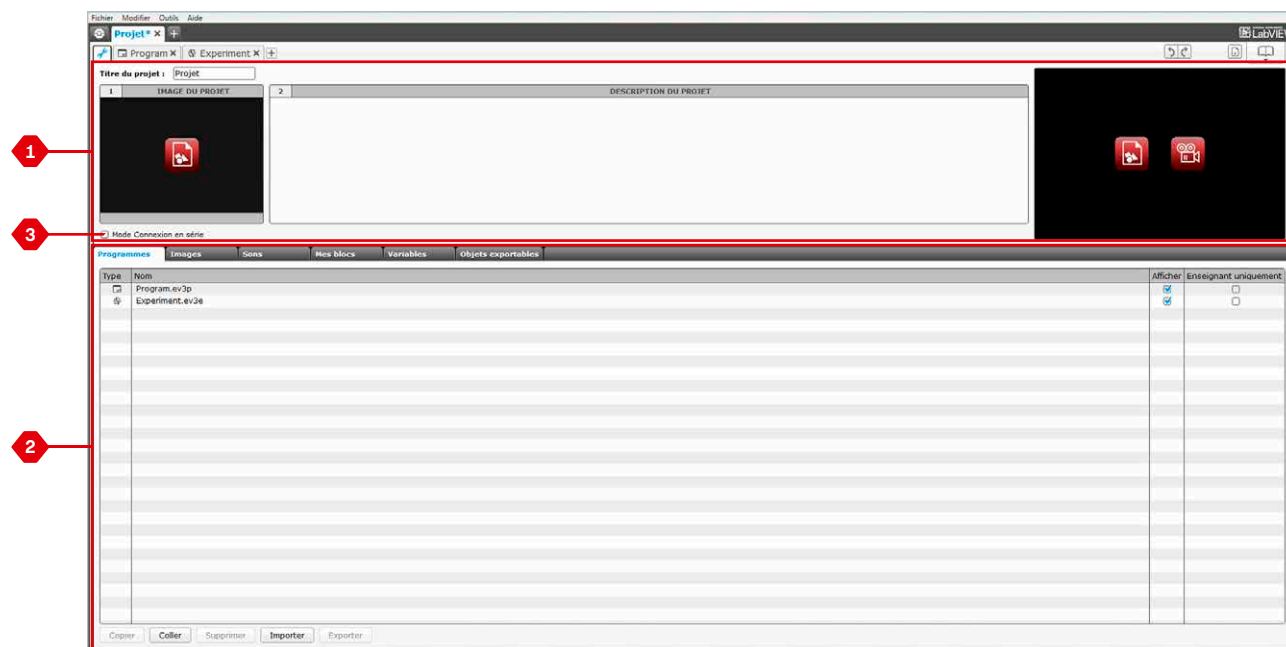 Fichier Modifier Outils Aide
Projet* × +
LabVIE
Program × Experiment × +
Titre du projet : Projet
1 IMAGE DU PROJET 2 DESCRIPTION DU PROJET
1
3
Mode Connexion en série
Programmes Images Sons Mes blocs Variables Objets exportables
Type Nom Afficher Enseignant uniquement
Program.ev3p
Experiment.ev3e
2
Copier Coller Supprimer Importer Exporter